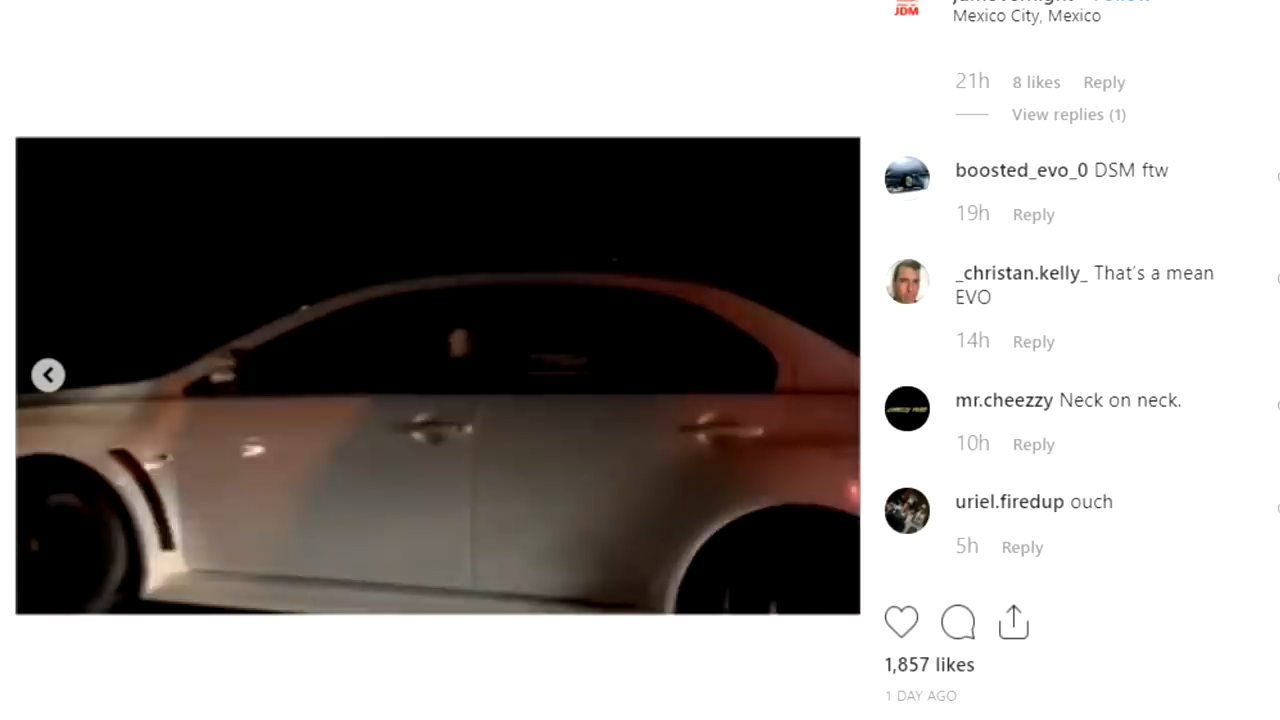 JDM
Mexico City, Mexico
21h 8 likes Reply
View replies (1)
boosted_evo_0 DSM ftw
19h Reply
_christan.kelly_ That's a mean
EVO
14h Reply
mr.cheezzy Neck on neck.
10h Reply
uriel.firedup ouch
5h Reply
1,857 likes
1 DAY AGO